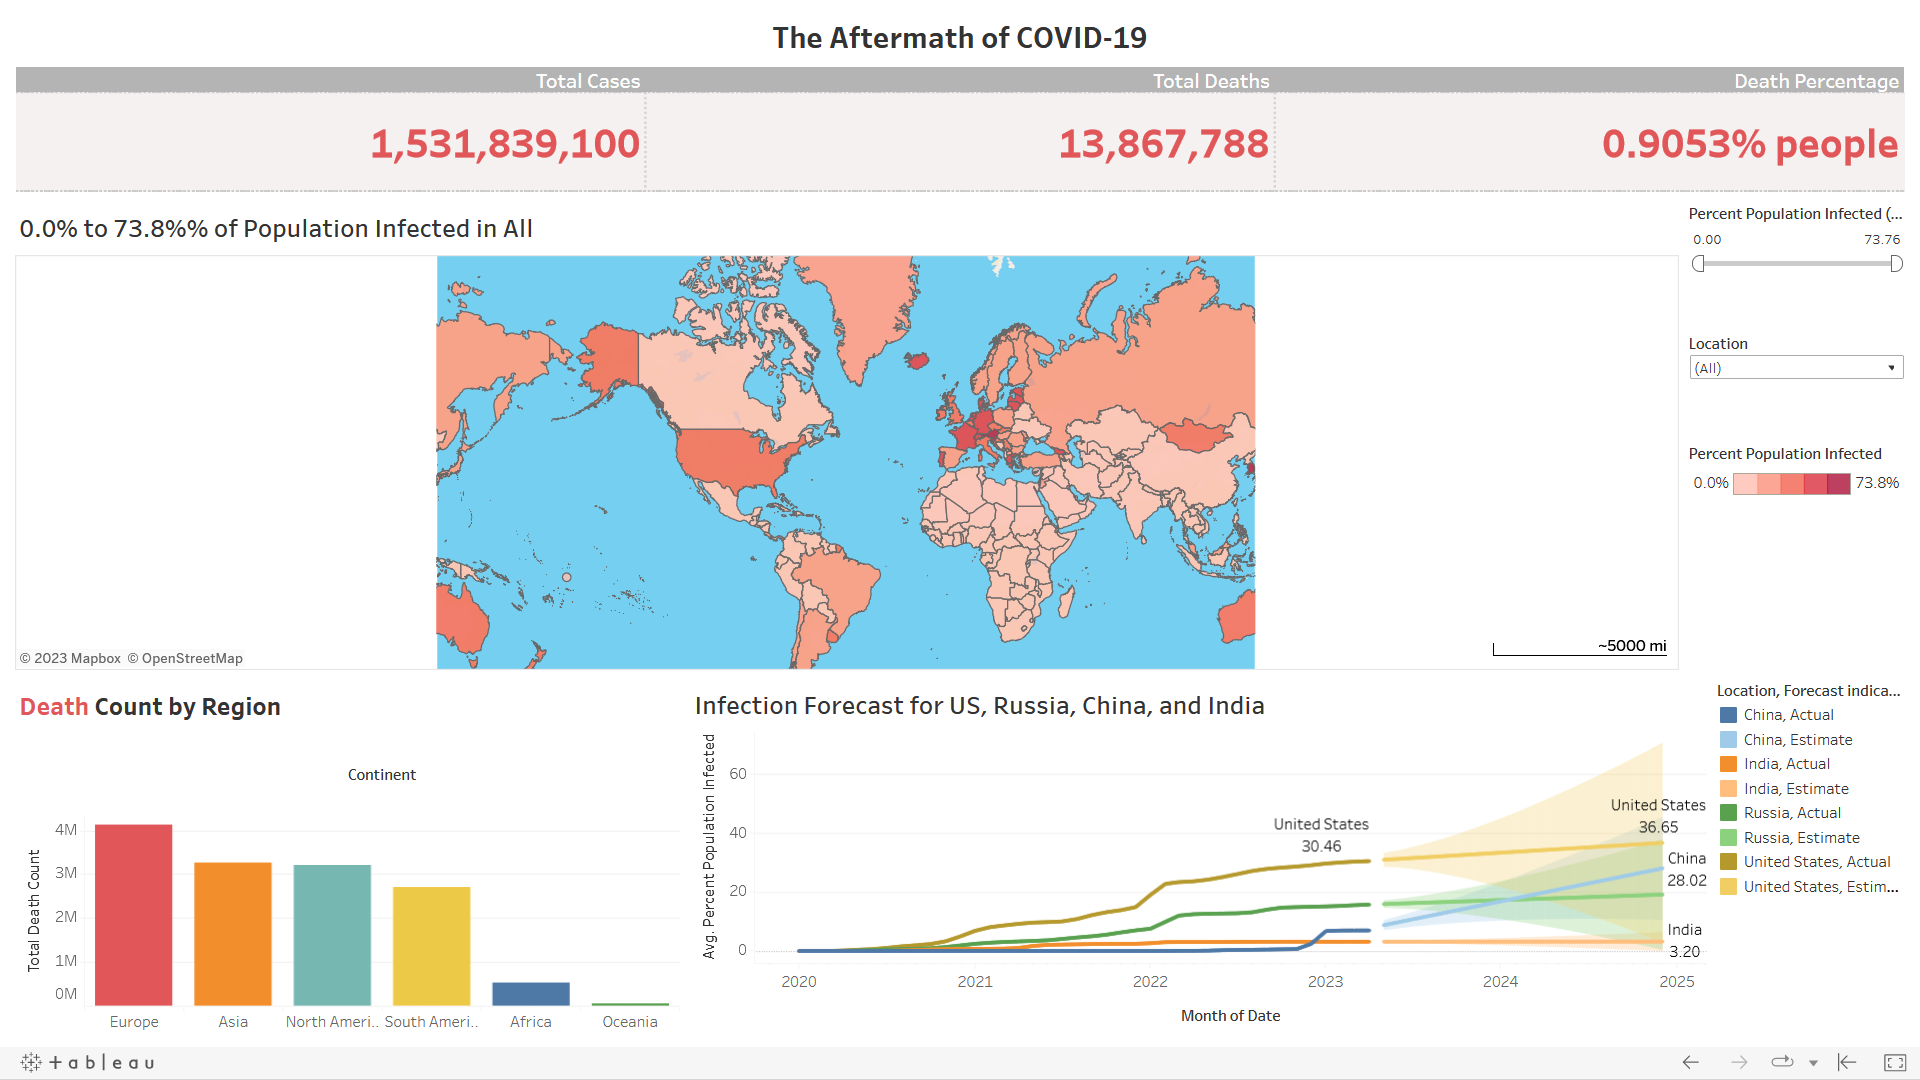 The Aftermath of COVID-19
Total Cases
Total Deaths
Death Percentage
1,531,839,100
13,867,788
0.9053% people
0.0% to 73.8%% of Population Infected in All
Percent Population Infected (...
0.00
73.76
Location
(All)
Percent Population Infected
0.0%
73.8%
~5000 mi
© 2023 Mapbox © OpenStreetMap
Death Count by Region
Continent
Total Death Count
4M
3M
2M
1M
0M
Europe
Asia
North Ameri..
South Ameri..
Africa
Oceania
Infection Forecast for US, Russia, China, and India
Avg. Percent Population Infected
60
40
20
0
United States
30.46
United States
36.65
China
28.02
India
3.20
2020
2021
2022
2023
2024
2025
Month of Date
Location, Forecast indica...
China, Actual
China, Estimate
India, Actual
India, Estimate
Russia, Actual
Russia, Estimate
United States, Actual
United States, Estim...
+ a b | e a u